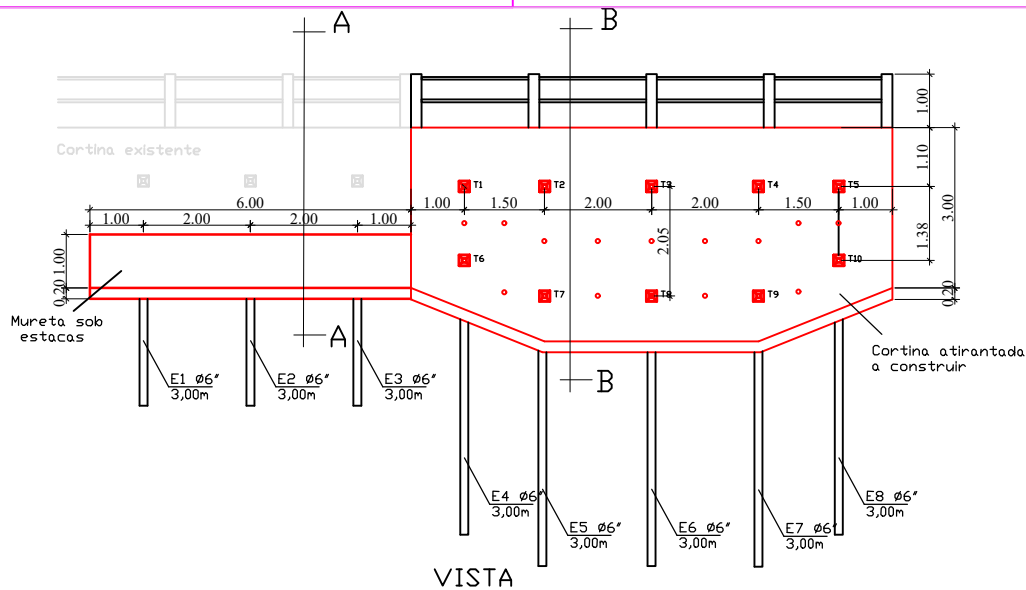 A
B
1.00
Cortina existente
1.10
3.00
T1
T2
T3
T4
T5
6.00
1.00
2.00
2.00
1.00
1.00
1.50
2.00
2.00
1.50
1.00
2.05
1.38
1.00
0.20
T6
T10
T7
T8
T9
0.20
Mureta sob
estacas
A
B
Cortina atirantada
a construir
E1 Ø6"
3,00m
E2 Ø6"
3,00m
E3 Ø6"
3,00m
E4 Ø6"
3,00m
E5 Ø6"
3,00m
E6 Ø6"
3,00m
E7 Ø6"
3,00m
E8 Ø6"
3,00m
VISTA